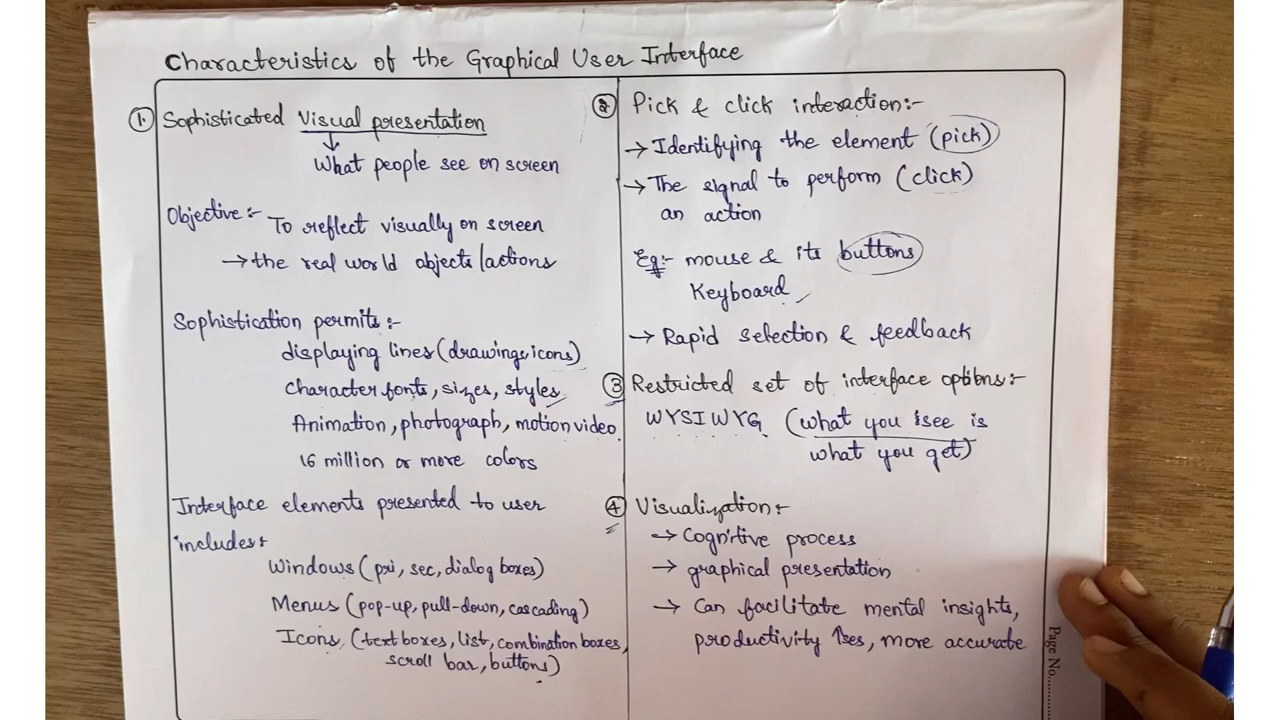 Characteristics of the Graphical User Interface
1. Sophisticated Visual presentation
↓
What people see on screen
Objective:- To reflect visually on screen
→ the real world objects/actions
Sophistication permits:-
displaying lines (drawings, icons)
Character fonts, sizes, styles
Animation, photograph, motion video
16 million or more colors
Interface elements presented to user
includes:
Windows (pri, sec, dialog boxes)
Menus (pop-up, pull-down, cascading)
Icons, (text boxes, list, combination boxes,
scroll bar, buttons)
2 Pick & click interaction:-
→ Identifying the element (pick)
→ The signal to perform (click)
an action
Eg:- mouse & its buttons
Keyboard
→ Rapid selection & feedback
3 Restricted set of interface options:-
WYSIWYG (what you see is
what you get)
4 Visualization:-
→ Cognitive process
→ graphical presentation
→ Can facilitate mental insights,
productivity ↑ses, more accurate
Page No..........